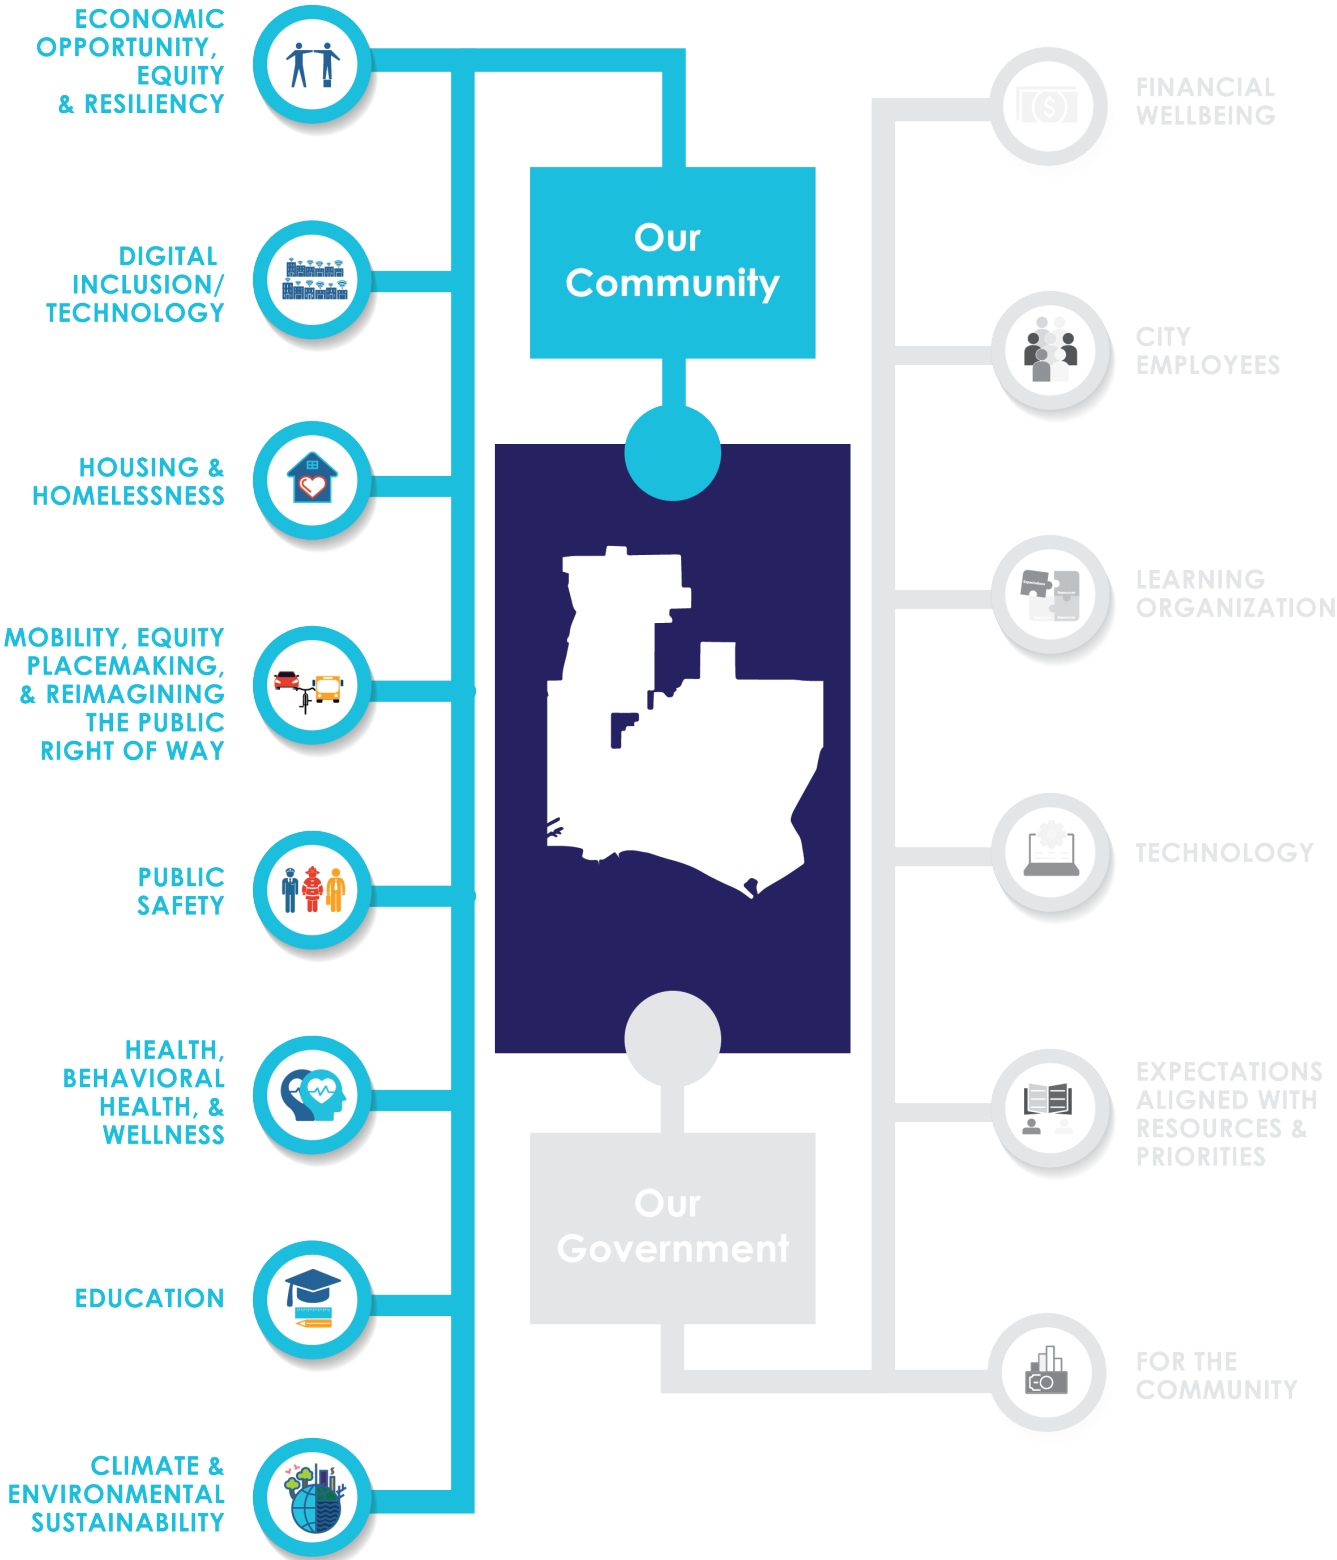 ECONOMIC
OPPORTUNITY,
EQUITY
& RESILIENCY
DIGITAL
INCLUSION/
TECHNOLOGY
HOUSING &
HOMELESSNESS
MOBILITY, EQUITY
PLACEMAKING,
& REIMAGINING
THE PUBLIC
RIGHT OF WAY
PUBLIC
SAFETY
HEALTH,
BEHAVIORAL
HEALTH, &
WELLNESS
EDUCATION
CLIMATE &
ENVIRONMENTAL
SUSTAINABILITY
Our
Community
Our
Government
FINANCIAL
WELLBEING
$
CITY
EMPLOYEES
LEARNING
ORGANIZATION
TECHNOLOGY
EXPECTATIONS
ALIGNED WITH
RESOURCES &
PRIORITIES
FOR THE
COMMUNITY